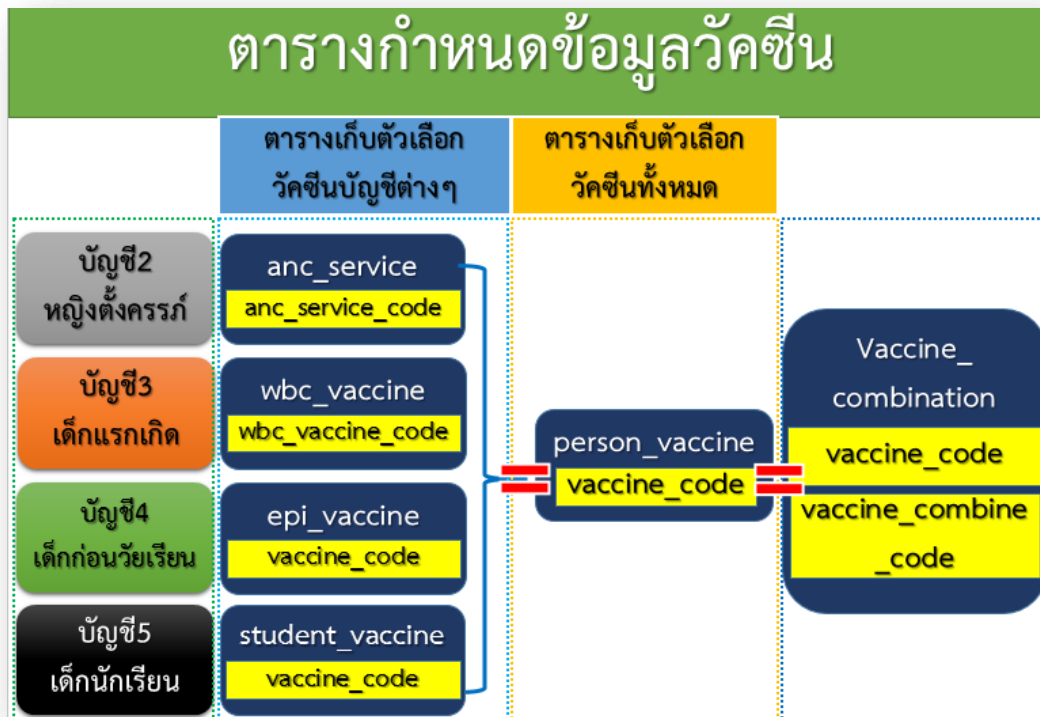 ตารางกำหนดข้อมูลวัคซีน
ตารางเก็บตัวเลือก
วัคซีนบัญชีต่างๆ
ตารางเก็บตัวเลือก
วัคซีนทั้งหมด
บัญชี2
หญิงตั้งครรภ์
anc_service
anc_service_code
บัญชี3
เด็กแรกเกิด
wbc_vaccine
wbc_vaccine_code
บัญชี4
เด็กก่อนวัยเรียน
epi_vaccine
vaccine_code
บัญชี5
เด็กนักเรียน
student_vaccine
vaccine_code
person_vaccine
vaccine_code
Vaccine_
combination
vaccine_code
vaccine_combine
_code